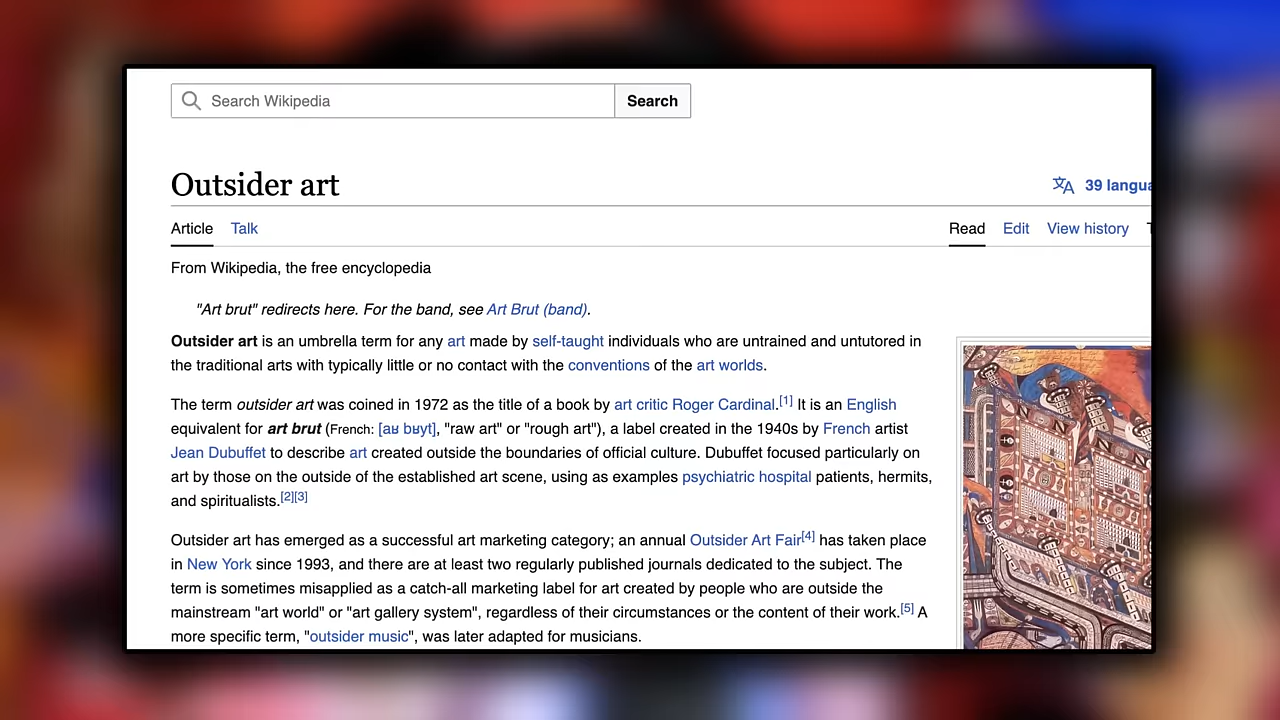 Search Wikipedia
Search
Outsider art
39 langua
Article
Talk
Read
Edit
View history
From Wikipedia, the free encyclopedia
"Art brut" redirects here. For the band, see Art Brut (band).
Outsider art is an umbrella term for any art made by self-taught individuals who are untrained and untutored in
the traditional arts with typically little or no contact with the conventions of the art worlds.
The term outsider art was coined in 1972 as the title of a book by art critic Roger Cardinal.[1] It is an English
equivalent for art brut (French: [aʁ bʁyt], "raw art" or "rough art"), a label created in the 1940s by French artist
Jean Dubuffet to describe art created outside the boundaries of official culture. Dubuffet focused particularly on
art by those on the outside of the established art scene, using as examples psychiatric hospital patients, hermits,
and spiritualists.[2][3]
Outsider art has emerged as a successful art marketing category; an annual Outsider Art Fair[4] has taken place
in New York since 1993, and there are at least two regularly published journals dedicated to the subject. The
term is sometimes misapplied as a catch-all marketing label for art created by people who are outside the
mainstream "art world" or "art gallery system", regardless of their circumstances or the content of their work.[5] A
more specific term, "outsider music", was later adapted for musicians.